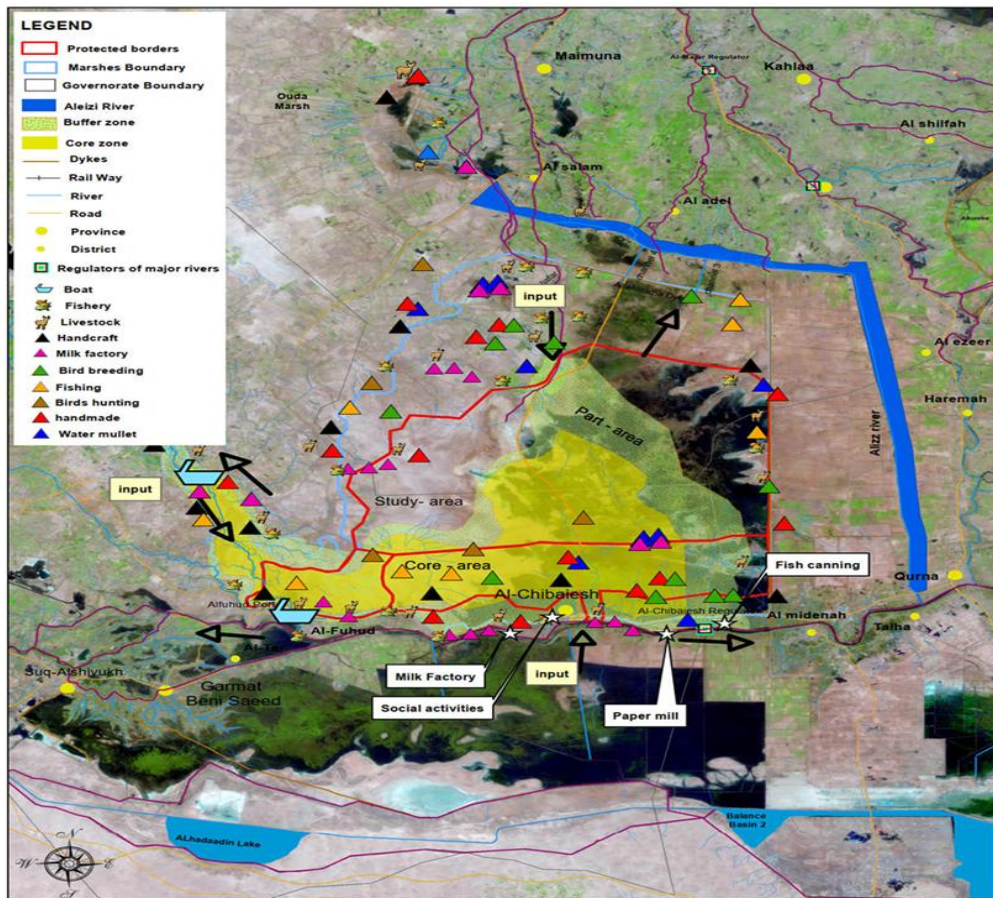 LEGEND
Protected borders
Marshes Boundary
Governorate Boundary
Aleizi River
Buffer zone
Core zone
Dykes
Rail Way
River
Road
Province
District
Regulators of major rivers
Boat
Fishery
Livestock
Handcraft
Milk factory
Bird breeding
Fishing
Birds hunting
handmade
Water mullet
Maimuna
Kahlaa
Ouda
Marsh
Al shilfah
Al salam
Al adel
input
Al ezeer
Haremah
Alizz river
Part - area
input
Study- area
Core - area
Fish canning
Qurna
Al-Chibaiesh
Al-Chibaiesh
Al midenah
Talha
Al-Fuhud
Suq-Atshiyukh
Garmat
Beni Saeed
Milk Factory
Social activities
input
Paper mill
Balance
Basin 2
ALhadaadin Lake
N
W
E
S